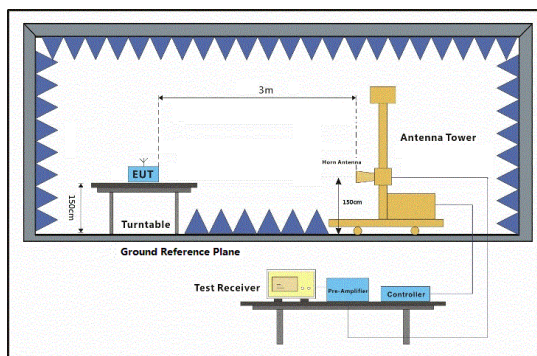 3m
Antenna Tower
Horn Antenna
EUT
150cm
150cm
Turntable
Ground Reference Plane
Test Receiver
Pre-Amplifier
Controller